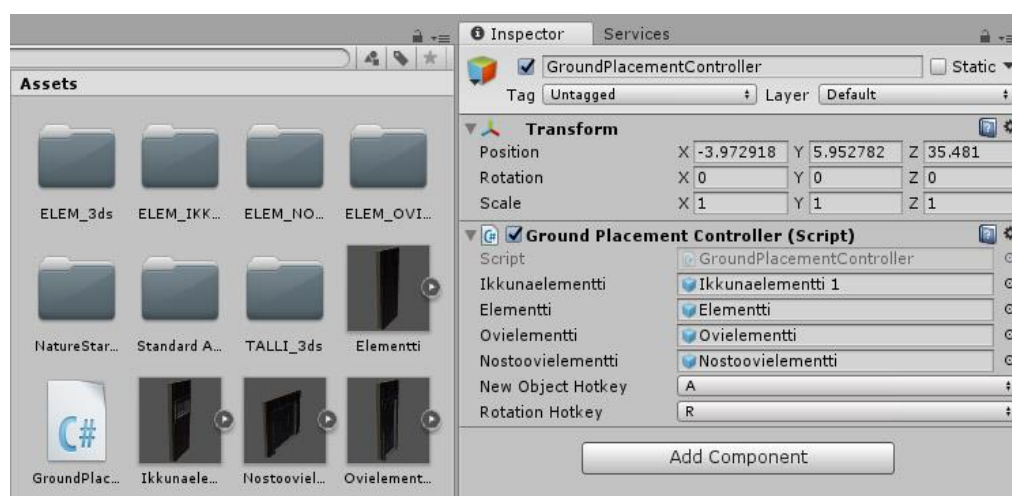 Assets
ELEM_3ds ELEM_IKK... ELEM_NO... ELEM_OVI...
NatureStar... Standard A... TALLI_3ds Elementti
C#
GroundPlac... Ikkunaele... Nostooviel... Ovielement...
Inspector Services
GroundPlacementController Static
Tag Untagged Layer Default
Transform
Position X -3.972918 Y 5.952782 Z 35.481
Rotation X 0 Y 0 Z 0
Scale X 1 Y 1 Z 1
C# Ground Placement Controller (Script)
Script GroundPlacementController
Ikkunaelementti Ikkunaelementti 1
Elementti Elementti
Ovielementti Ovielementti
Nostoovielementti Nostoovielementti
New Object Hotkey A
Rotation Hotkey R
Add Component